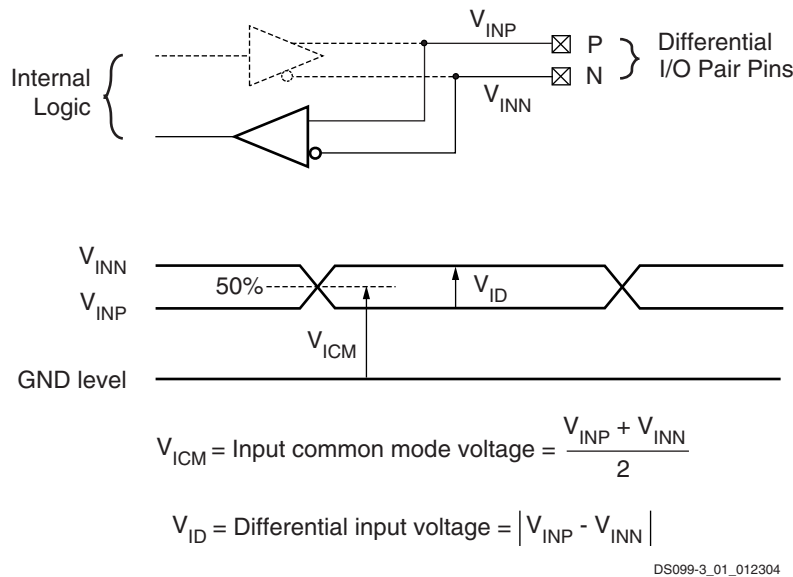 V_INP
P
Differential
I/O Pair Pins
N
V_INN
Internal
Logic
V_INN
50%
V_ID
V_INP
V_ICM
GND level
V_ICM = Input common mode voltage = (V_INP + V_INN) / 2
V_ID = Differential input voltage = |V_INP - V_INN|
DS099-3_01_012304